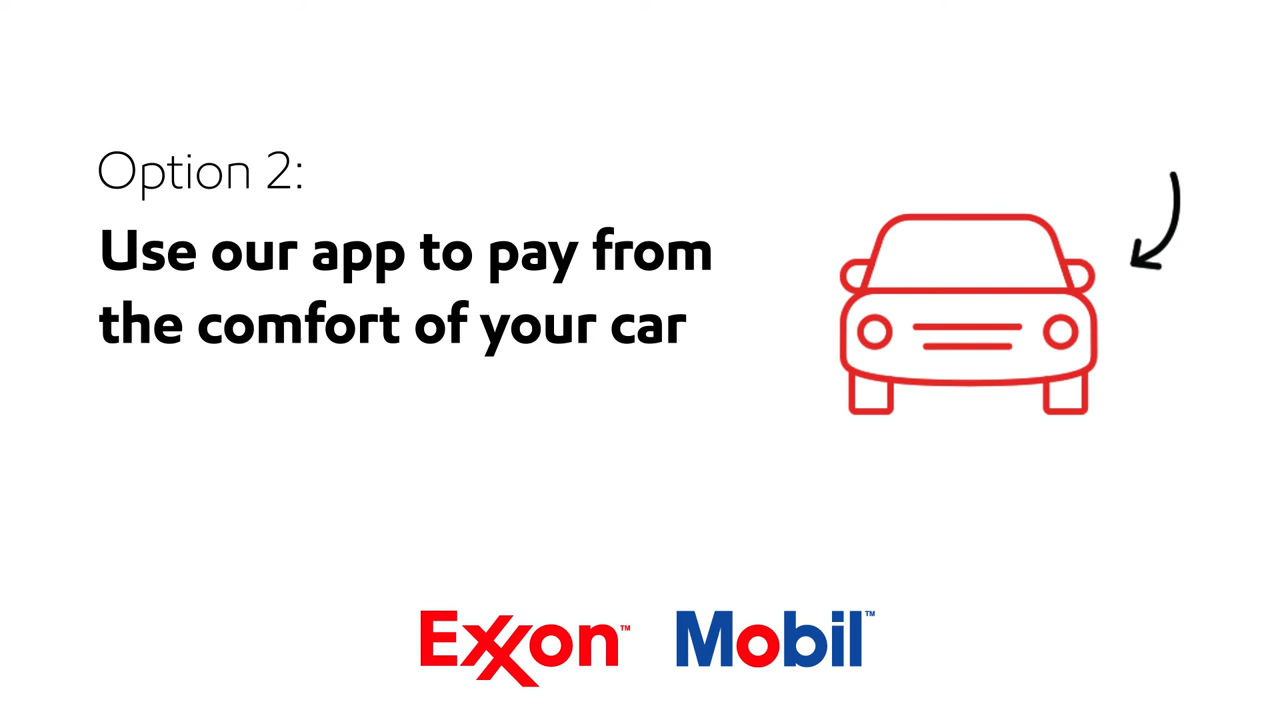 Option 2:
Use our app to pay from
the comfort of your car
Exxon™ Mobil™